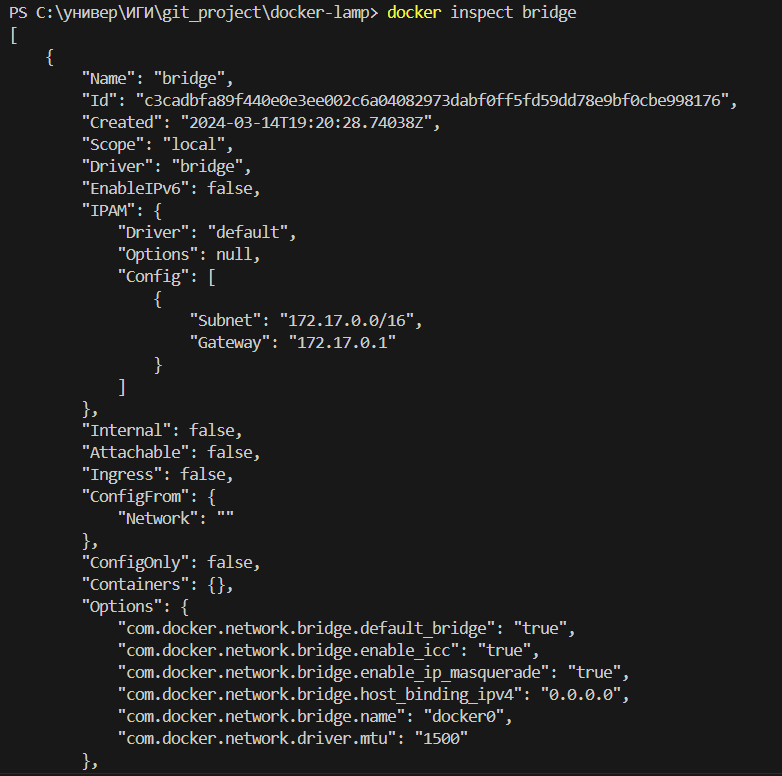 PS C:\универ\ИГИ\git_project\docker-lamp> docker inspect bridge
[
    {
        "Name": "bridge",
        "Id": "c3cadbfa89f440e0e3ee002c6a04082973dabf0ff5fd59dd78e9bf0cbe998176",
        "Created": "2024-03-14T19:20:28.74038Z",
        "Scope": "local",
        "Driver": "bridge",
        "EnableIPv6": false,
        "IPAM": {
            "Driver": "default",
            "Options": null,
            "Config": [
                {
                    "Subnet": "172.17.0.0/16",
                    "Gateway": "172.17.0.1"
                }
            ]
        },
        "Internal": false,
        "Attachable": false,
        "Ingress": false,
        "ConfigFrom": {
            "Network": ""
        },
        "ConfigOnly": false,
        "Containers": {},
        "Options": {
            "com.docker.network.bridge.default_bridge": "true",
            "com.docker.network.bridge.enable_icc": "true",
            "com.docker.network.bridge.enable_ip_masquerade": "true",
            "com.docker.network.bridge.host_binding_ipv4": "0.0.0.0",
            "com.docker.network.bridge.name": "docker0",
            "com.docker.network.driver.mtu": "1500"
        },